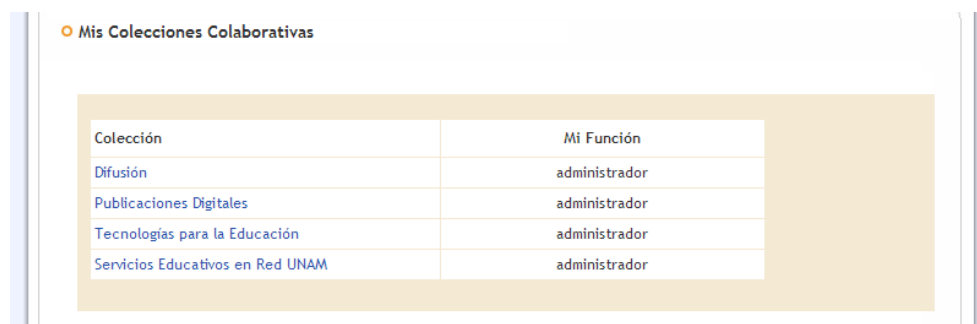 Mis Colecciones Colaborativas
Colección Mi Función
Difusión administrador
Publicaciones Digitales administrador
Tecnologías para la Educación administrador
Servicios Educativos en Red UNAM administrador